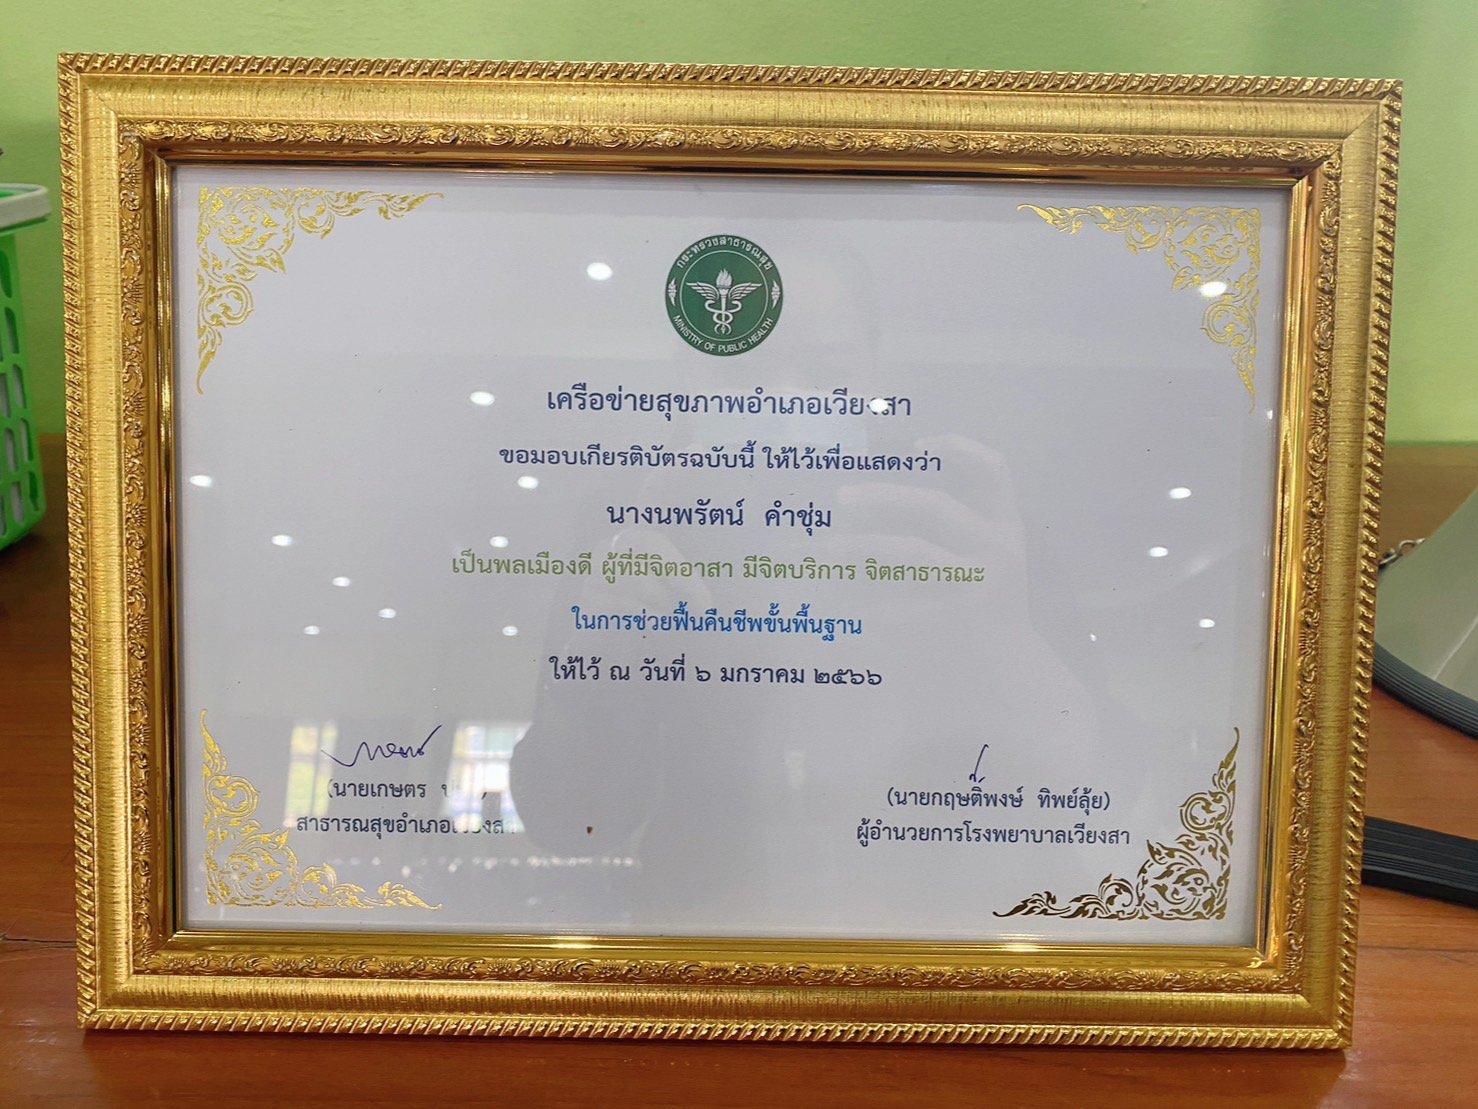 กระทรวงสาธารณสุข
MINISTRY OF PUBLIC HEALTH
เครือข่ายสุขภาพอำเภอเวียงสา
ขอมอบเกียรติบัตรฉบับนี้ ให้ไว้เพื่อแสดงว่า
นางนพรัตน์ คำชุ่ม
เป็นพลเมืองดี ผู้ที่มีจิตอาสา มีจิตบริการ จิตสาธารณะ
ในการช่วยฟื้นคืนชีพขั้นพื้นฐาน
ให้ไว้ ณ วันที่ ๖ มกราคม ๒๕๖๖
(นายเกษตร
สาธารณสุขอำเภอเวียงสา
(นายกฤษติ์พงษ์ ทิพย์ลุ้ย)
ผู้อำนวยการโรงพยาบาลเวียงสา